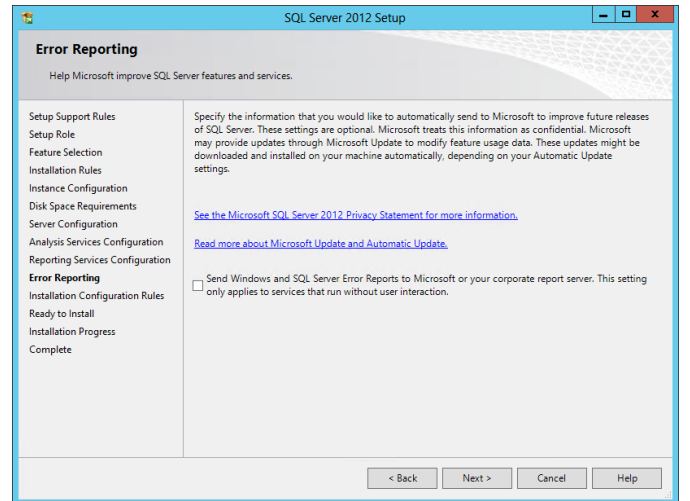 SQL Server 2012 Setup
Error Reporting
Help Microsoft improve SQL Server features and services.
Setup Support Rules
Setup Role
Feature Selection
Installation Rules
Instance Configuration
Disk Space Requirements
Server Configuration
Analysis Services Configuration
Reporting Services Configuration
Error Reporting
Installation Configuration Rules
Ready to Install
Installation Progress
Complete
Specify the information that you would like to automatically send to Microsoft to improve future releases
of SQL Server. These settings are optional. Microsoft treats this information as confidential. Microsoft
may provide updates through Microsoft Update to modify feature usage data. These updates might be
downloaded and installed on your machine automatically, depending on your Automatic Update
settings.
See the Microsoft SQL Server 2012 Privacy Statement for more information.
Read more about Microsoft Update and Automatic Update.
Send Windows and SQL Server Error Reports to Microsoft or your corporate report server. This setting
only applies to services that run without user interaction.
< Back
Next >
Cancel
Help